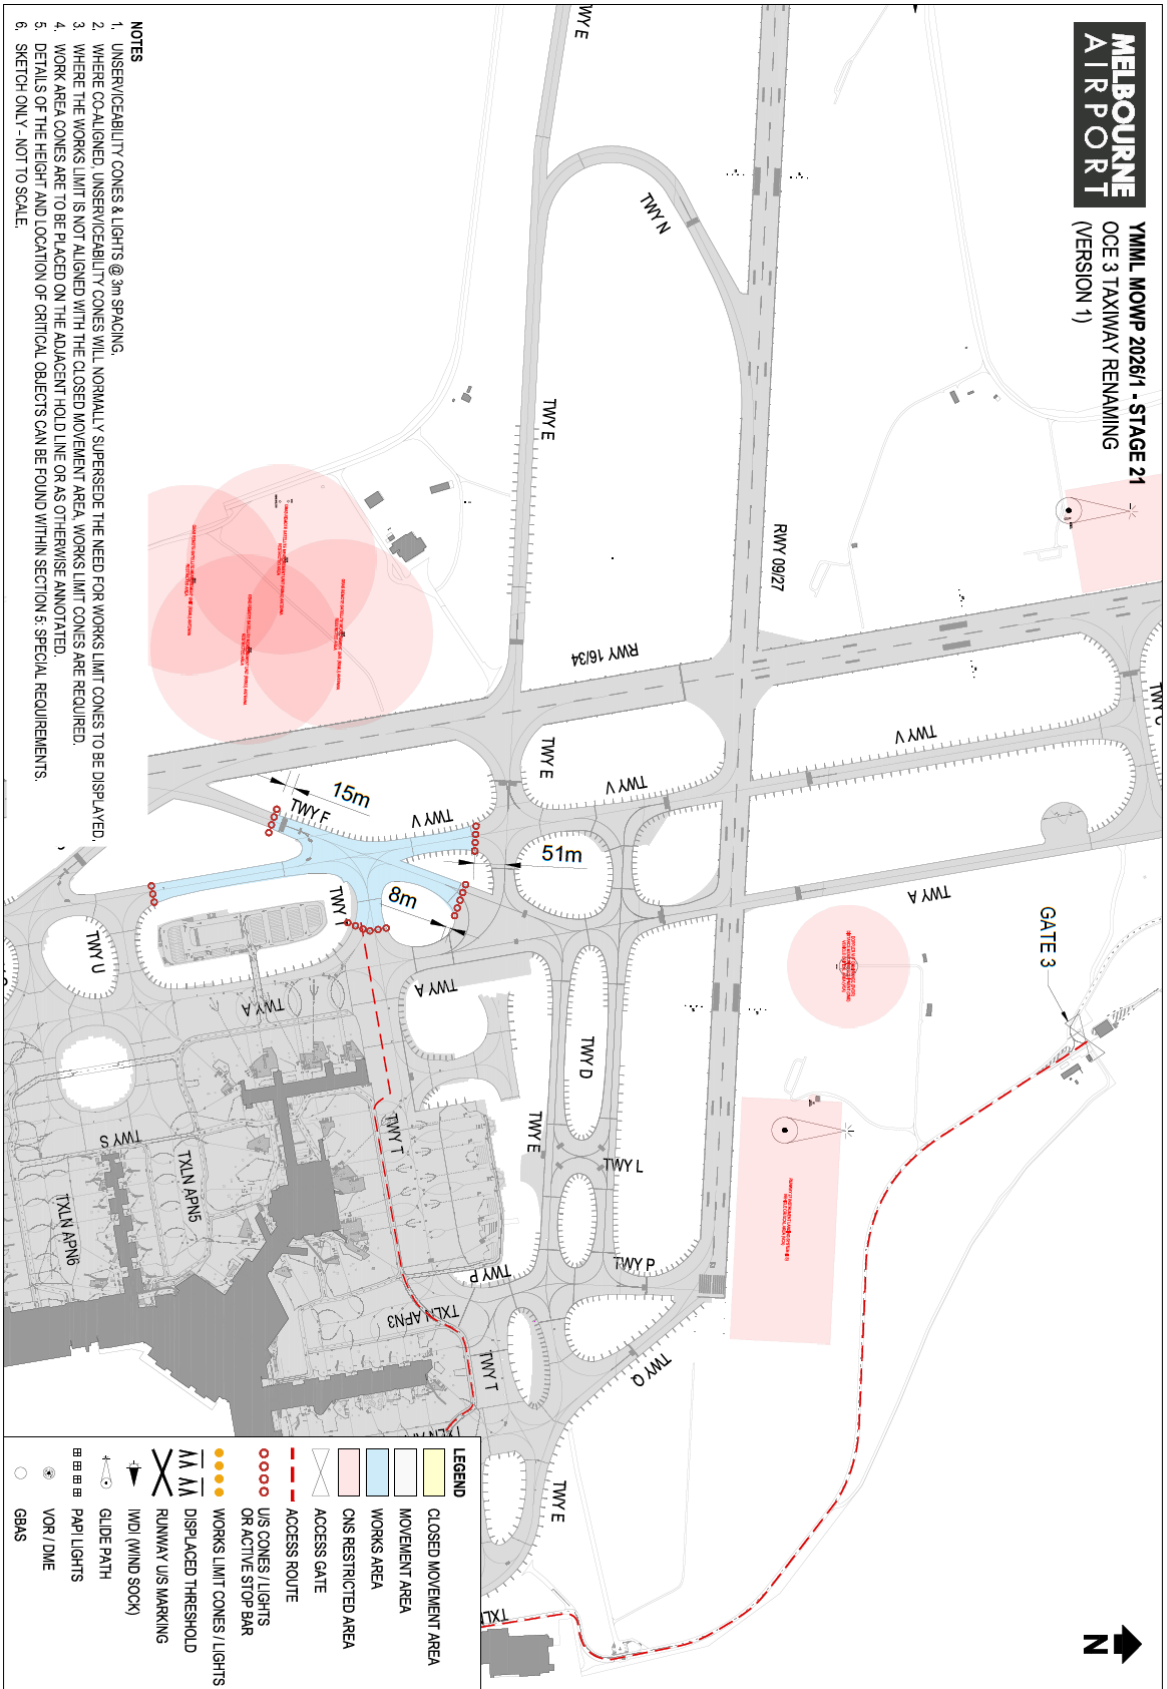 MELBOURNE
AIRPORT
YMML MOWP 2026/1 - STAGE 21
OCE 3 TAXIWAY RENAMING
(VERSION 1)
TWY E
TWY N
TWY E
RWY 09/27
RWY 16/34
TWY E
TWY V
TWY V
TWY V
TWY F
15m
51m
8m
TWY A
TWY U
TWY A
TWY A
GATE 3
TWY D
TWY E
TWY L
TWY T
TWY S
TXLN APN5
TXLN APN6
TWY P
TWY P
TXLN APN3
TWY T
TWY Q
TWY E
N
NOTES
1. UNSERVICEABILITY CONES & LIGHTS @ 3m SPACING.
2. WHERE CO-ALIGNED, UNSERVICEABILITY CONES WILL NORMALLY SUPERSEDE THE NEED FOR WORKS LIMIT CONES TO BE DISPLAYED.
3. WHERE THE WORKS LIMIT IS NOT ALIGNED WITH THE CLOSED MOVEMENT AREA, WORKS LIMIT CONES ARE REQUIRED.
4. WORK AREA CONES ARE TO BE PLACED ON THE ADJACENT HOLD LINE OR AS OTHERWISE ANNOTATED.
5. DETAILS OF THE HEIGHT AND LOCATION OF CRITICAL OBJECTS CAN BE FOUND WITHIN SECTION 5: SPECIAL REQUIREMENTS.
6. SKETCH ONLY - NOT TO SCALE.
LEGEND
CLOSED MOVEMENT AREA
MOVEMENT AREA
WORKS AREA
CNS RESTRICTED AREA
ACCESS GATE
ACCESS ROUTE
U/S CONES / LIGHTS
OR ACTIVE STOP BAR
WORKS LIMIT CONES / LIGHTS
DISPLACED THRESHOLD
RUNWAY U/S MARKING
IWDI (WIND SOCK)
GLIDE PATH
PAPI LIGHTS
VOR / DME
GBAS